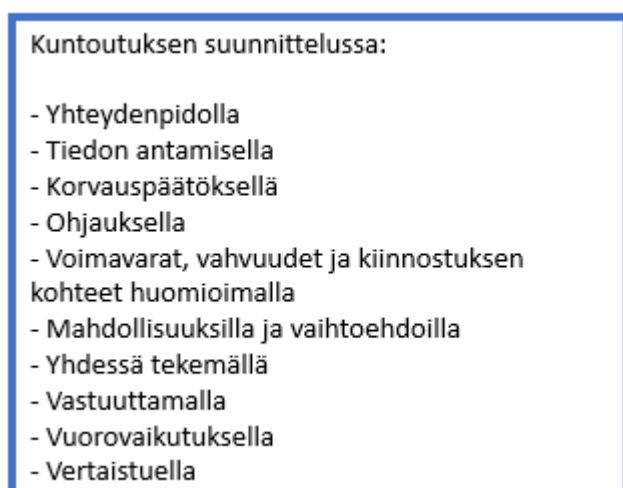 Kuntoutuksen suunnittelussa:
- Yhteydenpidolla
- Tiedon antamisella
- Korvauspäätöksellä
- Ohjauksella
- Voimavarat, vahvuudet ja kiinnostuksen
kohteet huomioimalla
- Mahdollisuuksilla ja vaihtoehdoilla
- Yhdessä tekemällä
- Vastuuttamalla
- Vuorovaikutuksella
- Vertaistuella